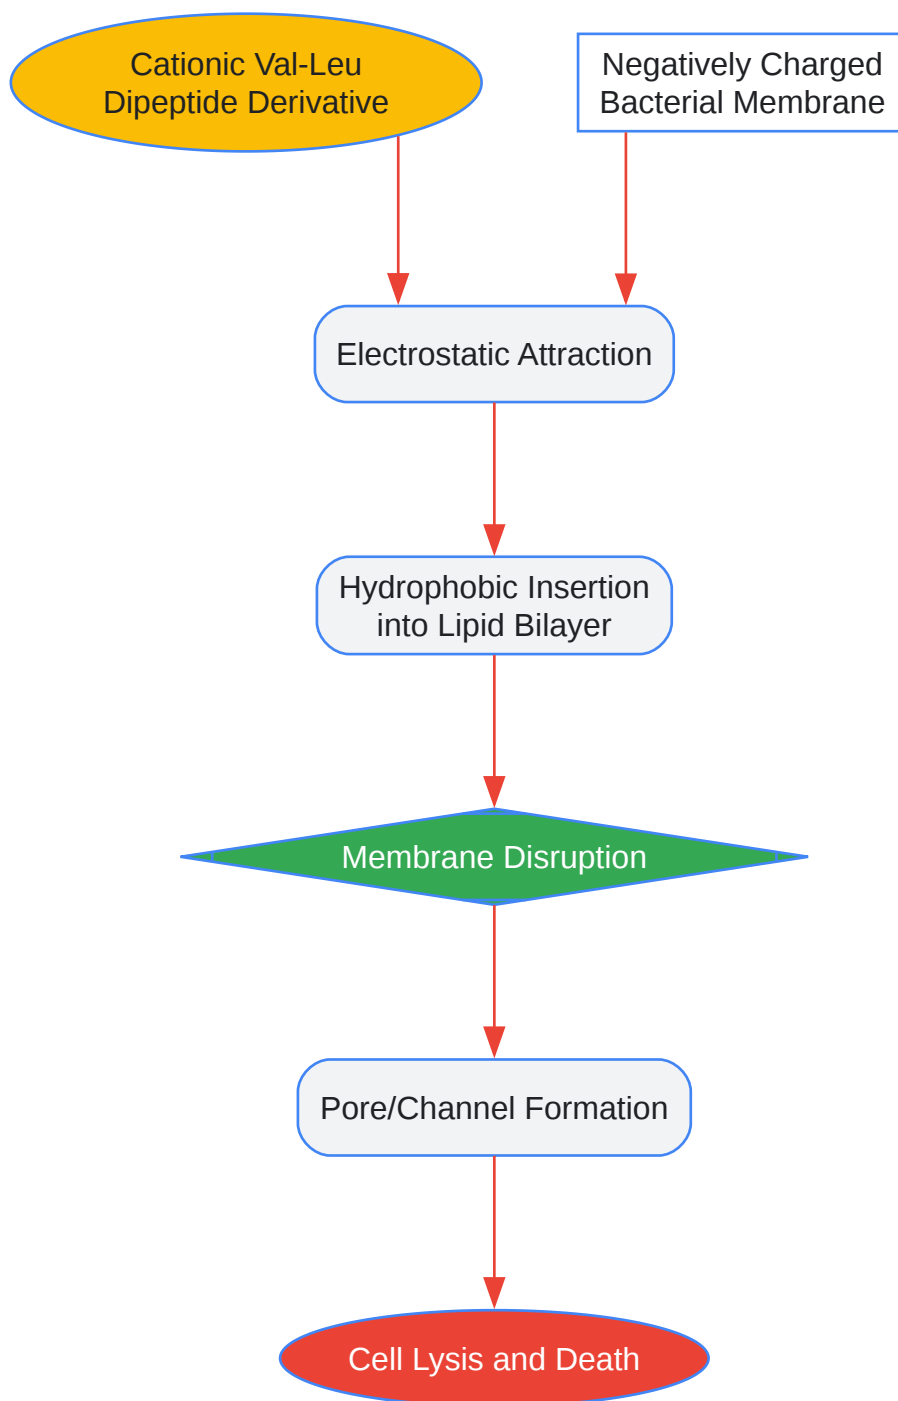 Cationic Val-Leu
Dipeptide Derivative
Negatively Charged
Bacterial Membrane
Electrostatic Attraction
Hydrophobic Insertion
into Lipid Bilayer
Membrane Disruption
Pore/Channel Formation
Cell Lysis and Death